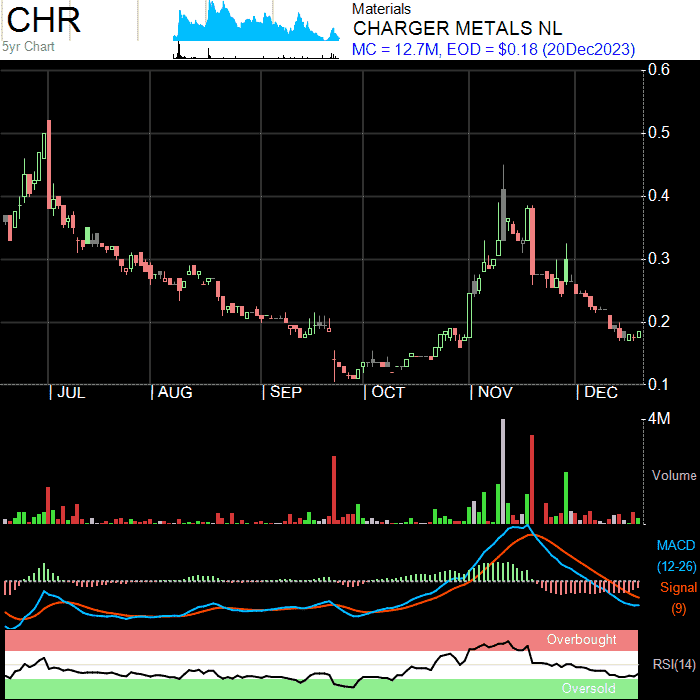 CHR
5yr Chart
Materials
CHARGER METALS NL
MC = 12.7M, EOD = $0.18 (20Dec2023)
0.6
0.5
0.4
0.3
0.2
0.1
JUL AUG SEP OCT NOV DEC
4M
Volume
MACD
(12-26)
Signal
(9)
Overbought
RSI(14)
Oversold